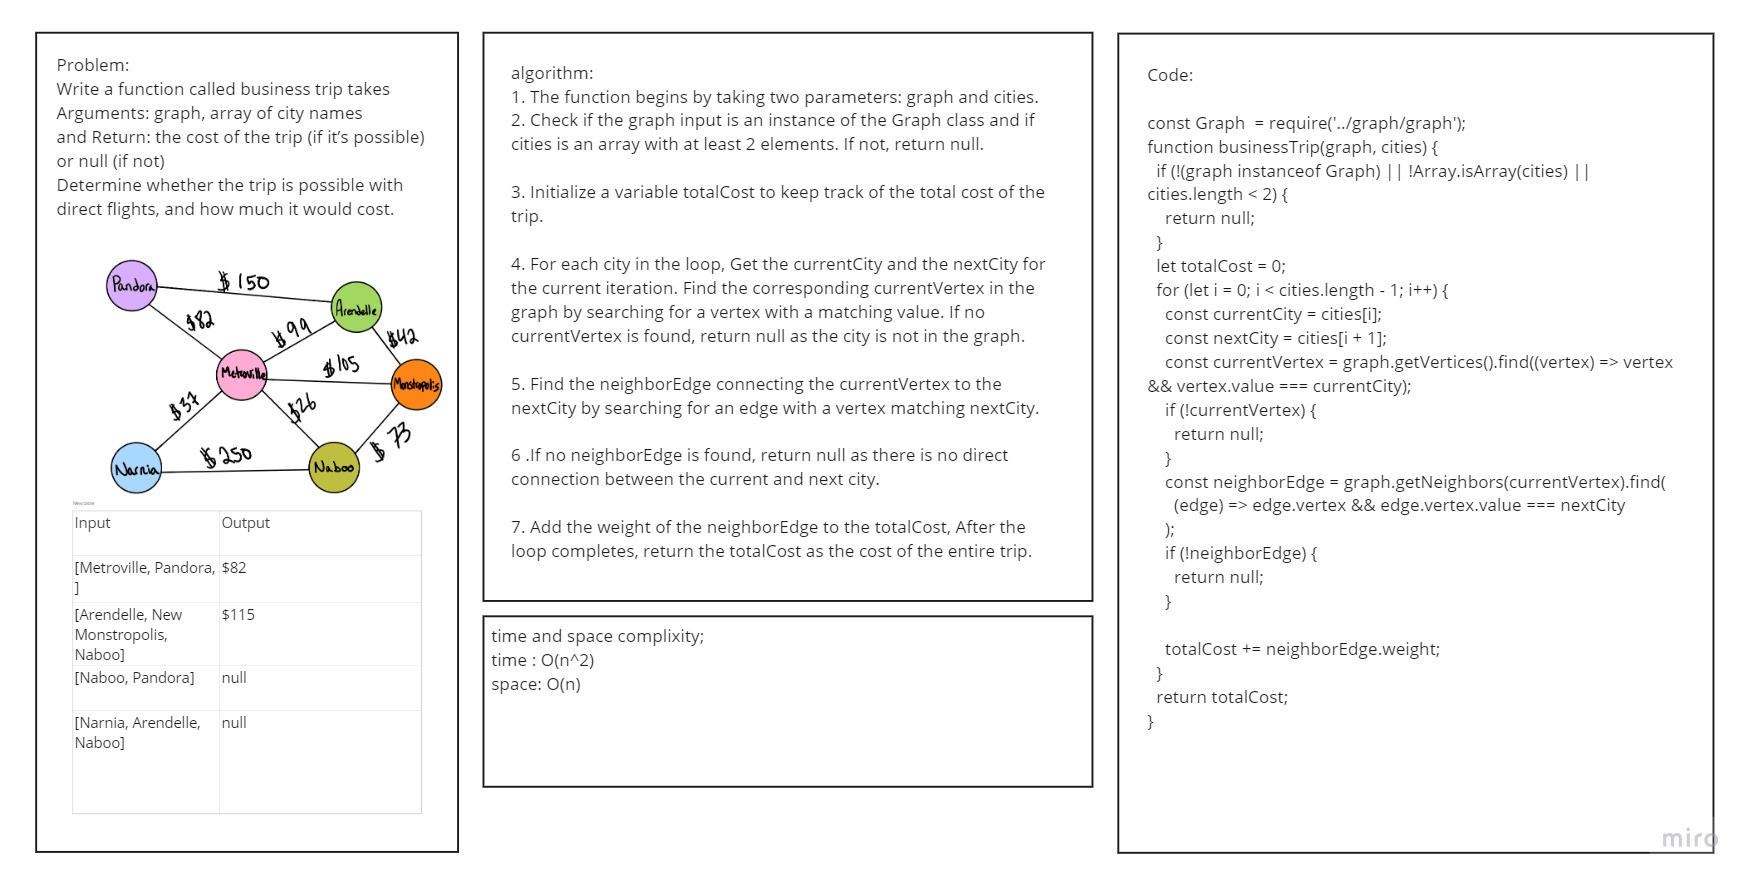 Problem:
Write a function called business trip takes
Arguments: graph, array of city names
and Return: the cost of the trip (if it’s possible)
or null (if not)
Determine whether the trip is possible with
direct flights, and how much it would cost.
Pandora
$150
Arendelle
$82
$99
$42
Metroville
$105
Monstropolis
$37
$26
$73
Narnia
$250
Naboo
New table
Input Output
[Metroville, Pandora, $82
]
[Arendelle, New $115
Monstropolis,
Naboo]
[Naboo, Pandora] null
[Narnia, Arendelle, null
Naboo]
algorithm:
1. The function begins by taking two parameters: graph and cities.
2. Check if the graph input is an instance of the Graph class and if
cities is an array with at least 2 elements. If not, return null.
3. Initialize a variable totalCost to keep track of the total cost of the
trip.
4. For each city in the loop, Get the currentCity and the nextCity for
the current iteration. Find the corresponding currentVertex in the
graph by searching for a vertex with a matching value. If no
currentVertex is found, return null as the city is not in the graph.
5. Find the neighborEdge connecting the currentVertex to the
nextCity by searching for an edge with a vertex matching nextCity.
6 .If no neighborEdge is found, return null as there is no direct
connection between the current and next city.
7. Add the weight of the neighborEdge to the totalCost, After the
loop completes, return the totalCost as the cost of the entire trip.
time and space complixity;
time : O(n^2)
space: O(n)
Code:
const Graph  = require('../graph/graph');
function businessTrip(graph, cities) {
  if (!(graph instanceof Graph) || !Array.isArray(cities) ||
cities.length < 2) {
    return null;
  }
  let totalCost = 0;
  for (let i = 0; i < cities.length - 1; i++) {
    const currentCity = cities[i];
    const nextCity = cities[i + 1];
    const currentVertex = graph.getVertices().find((vertex) => vertex
&& vertex.value === currentCity);
    if (!currentVertex) {
      return null;
    }
    const neighborEdge = graph.getNeighbors(currentVertex).find(
      (edge) => edge.vertex && edge.vertex.value === nextCity
    );
    if (!neighborEdge) {
      return null;
    }
    totalCost += neighborEdge.weight;
  }
  return totalCost;
}
miro